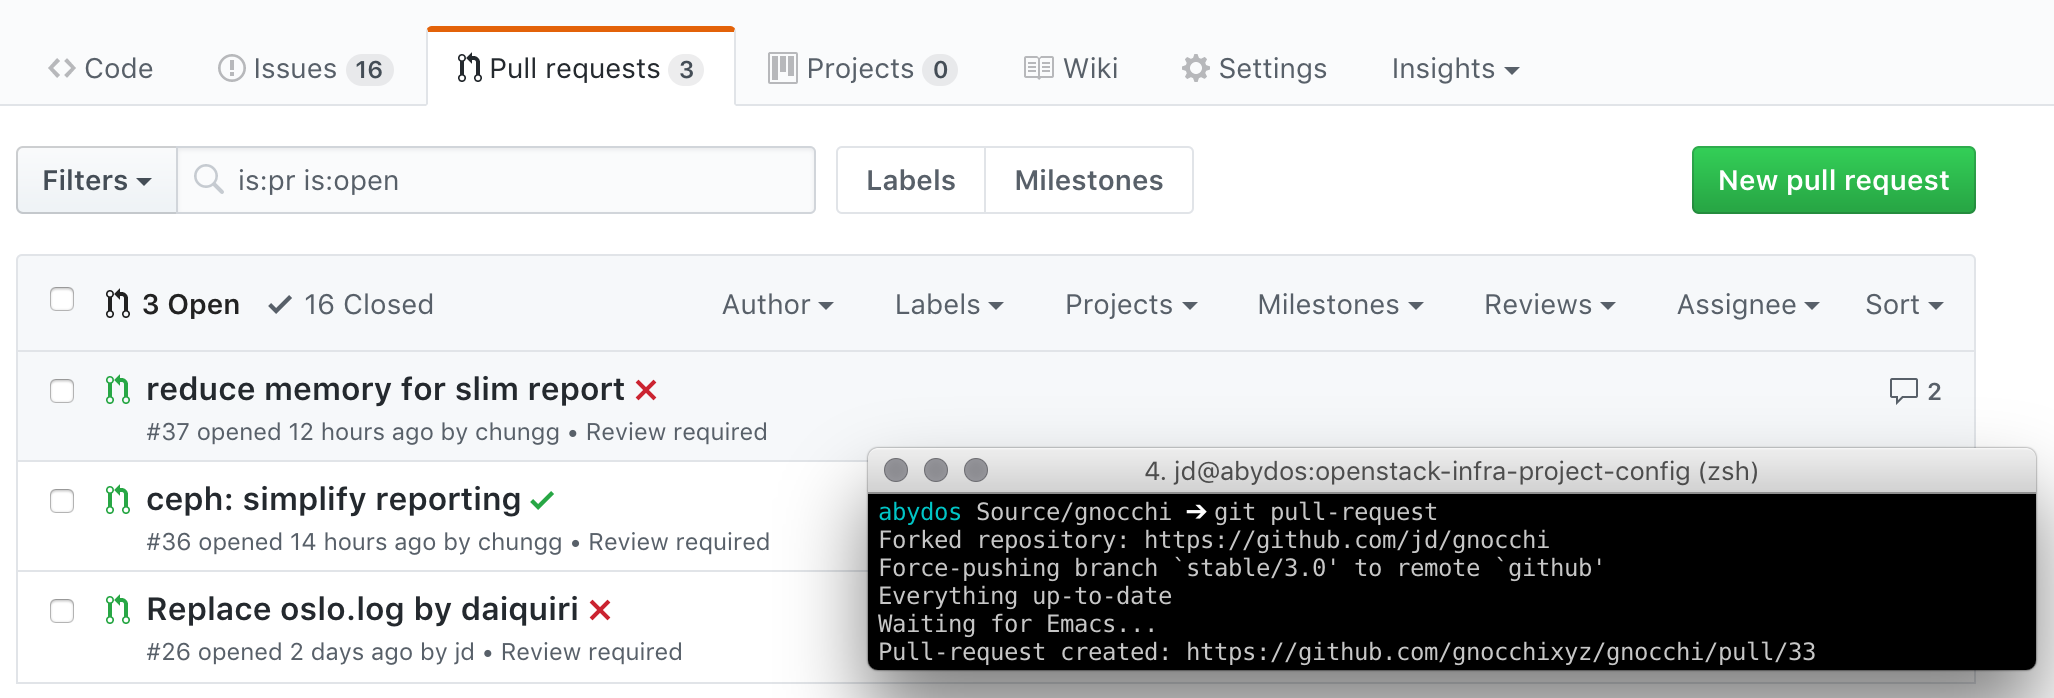 Code Issues 16 Pull requests 3 Projects 0 Wiki Settings Insights
Filters is:pr is:open Labels Milestones New pull request
3 Open 16 Closed Author Labels Projects Milestones Reviews Assignee Sort
reduce memory for slim report 2
#37 opened 12 hours ago by chungg • Review required
ceph: simplify reporting
#36 opened 14 hours ago by chungg • Review required
Replace oslo.log by daiquiri
#26 opened 2 days ago by jd • Review required
4. jd@abydos:openstack-infra-project-config (zsh)
abydos Source/gnocchi ➔ git pull-request
Forked repository: https://github.com/jd/gnocchi
Force-pushing branch `stable/3.0' to remote `github'
Everything up-to-date
Waiting for Emacs...
Pull-request created: https://github.com/gnocchixyz/gnocchi/pull/33